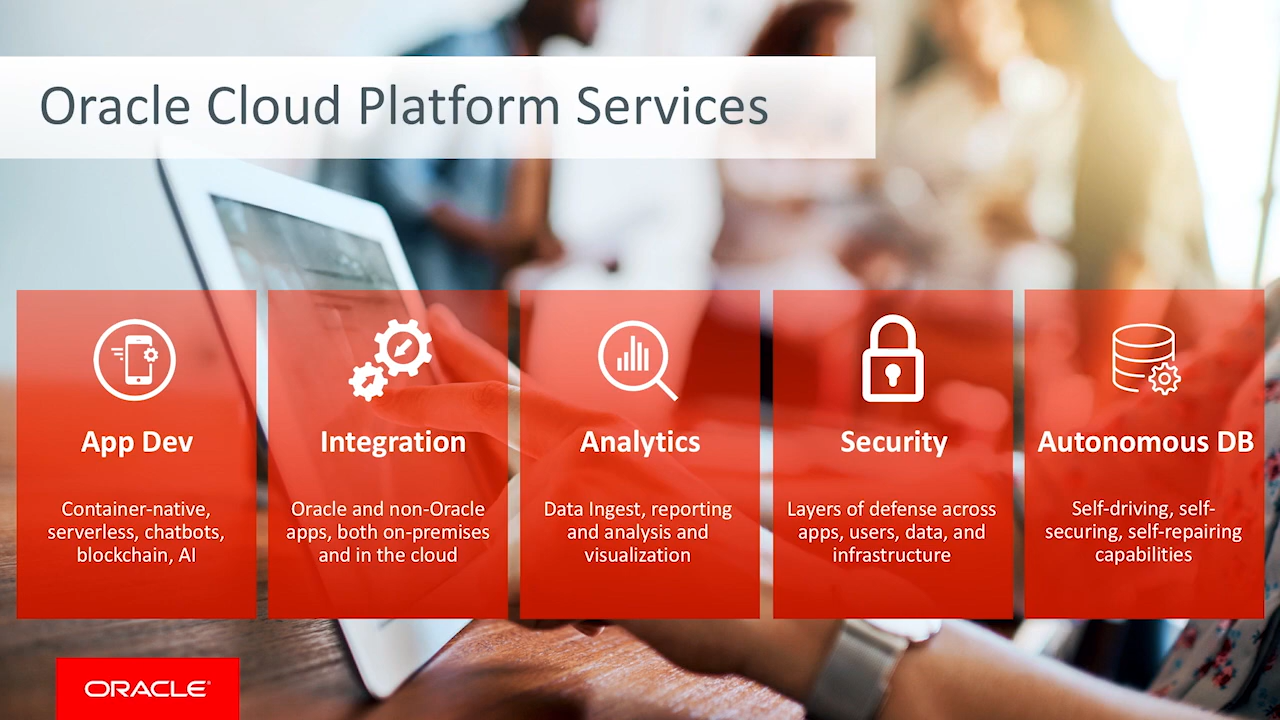 Oracle Cloud Platform Services
App Dev
Container-native,
serverless, chatbots,
blockchain, AI
Integration
Oracle and non-Oracle
apps, both on-premises
and in the cloud
Analytics
Data Ingest, reporting
and analysis and
visualization
Security
Layers of defense across
apps, users, data, and
infrastructure
Autonomous DB
Self-driving, self-
securing, self-repairing
capabilities
ORACLE®